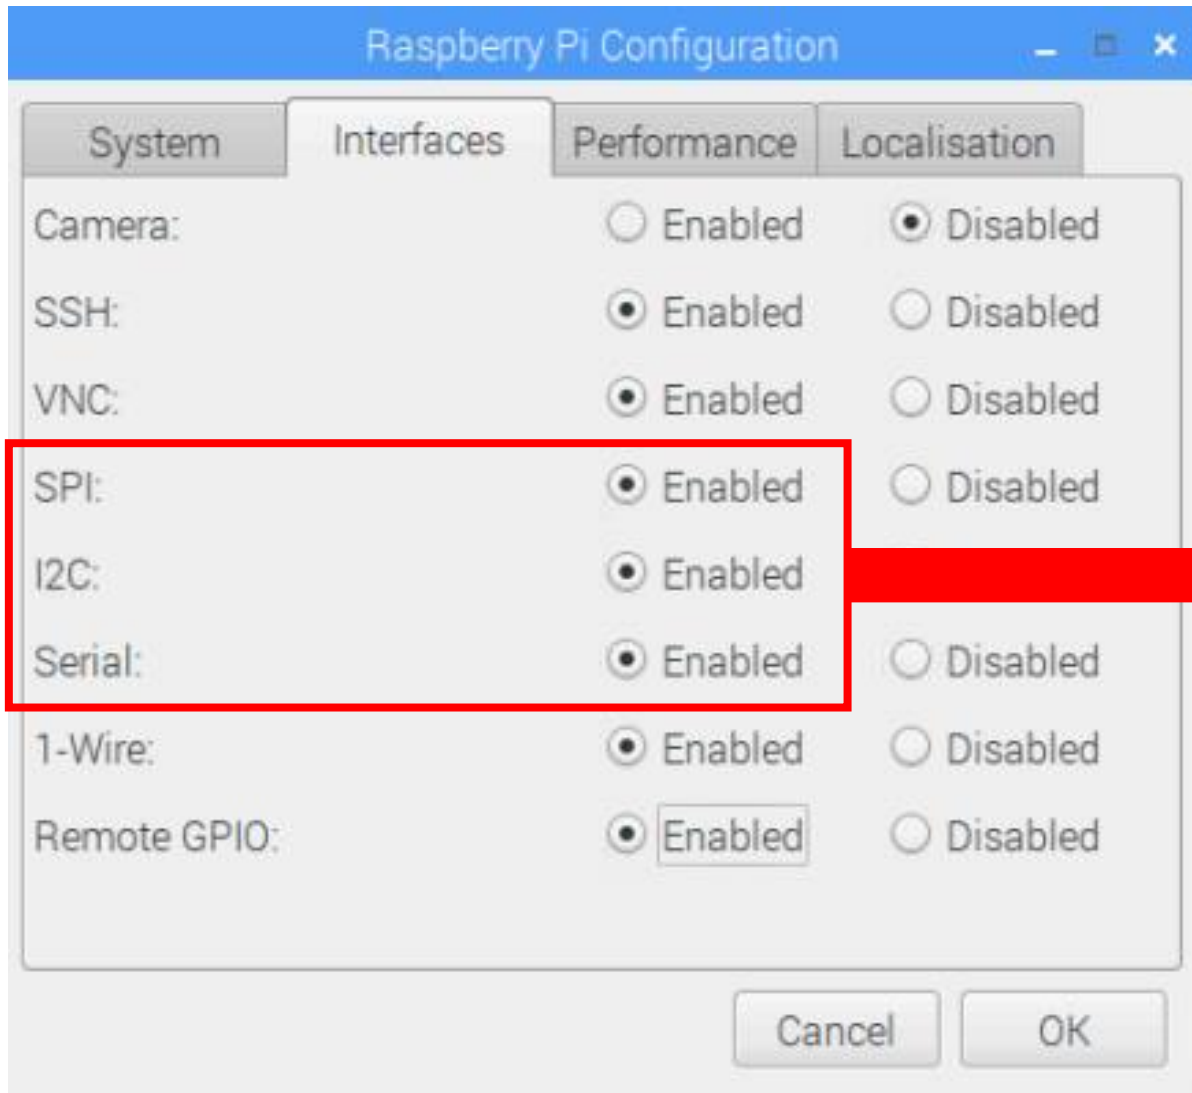 Raspberry Pi Configuration
System Interfaces Performance Localisation
Camera: Enabled Disabled
SSH: Enabled Disabled
VNC: Enabled Disabled
SPI: Enabled Disabled
I2C: Enabled
Serial: Enabled Disabled
1-Wire: Enabled Disabled
Remote GPIO: Enabled Disabled
Cancel OK